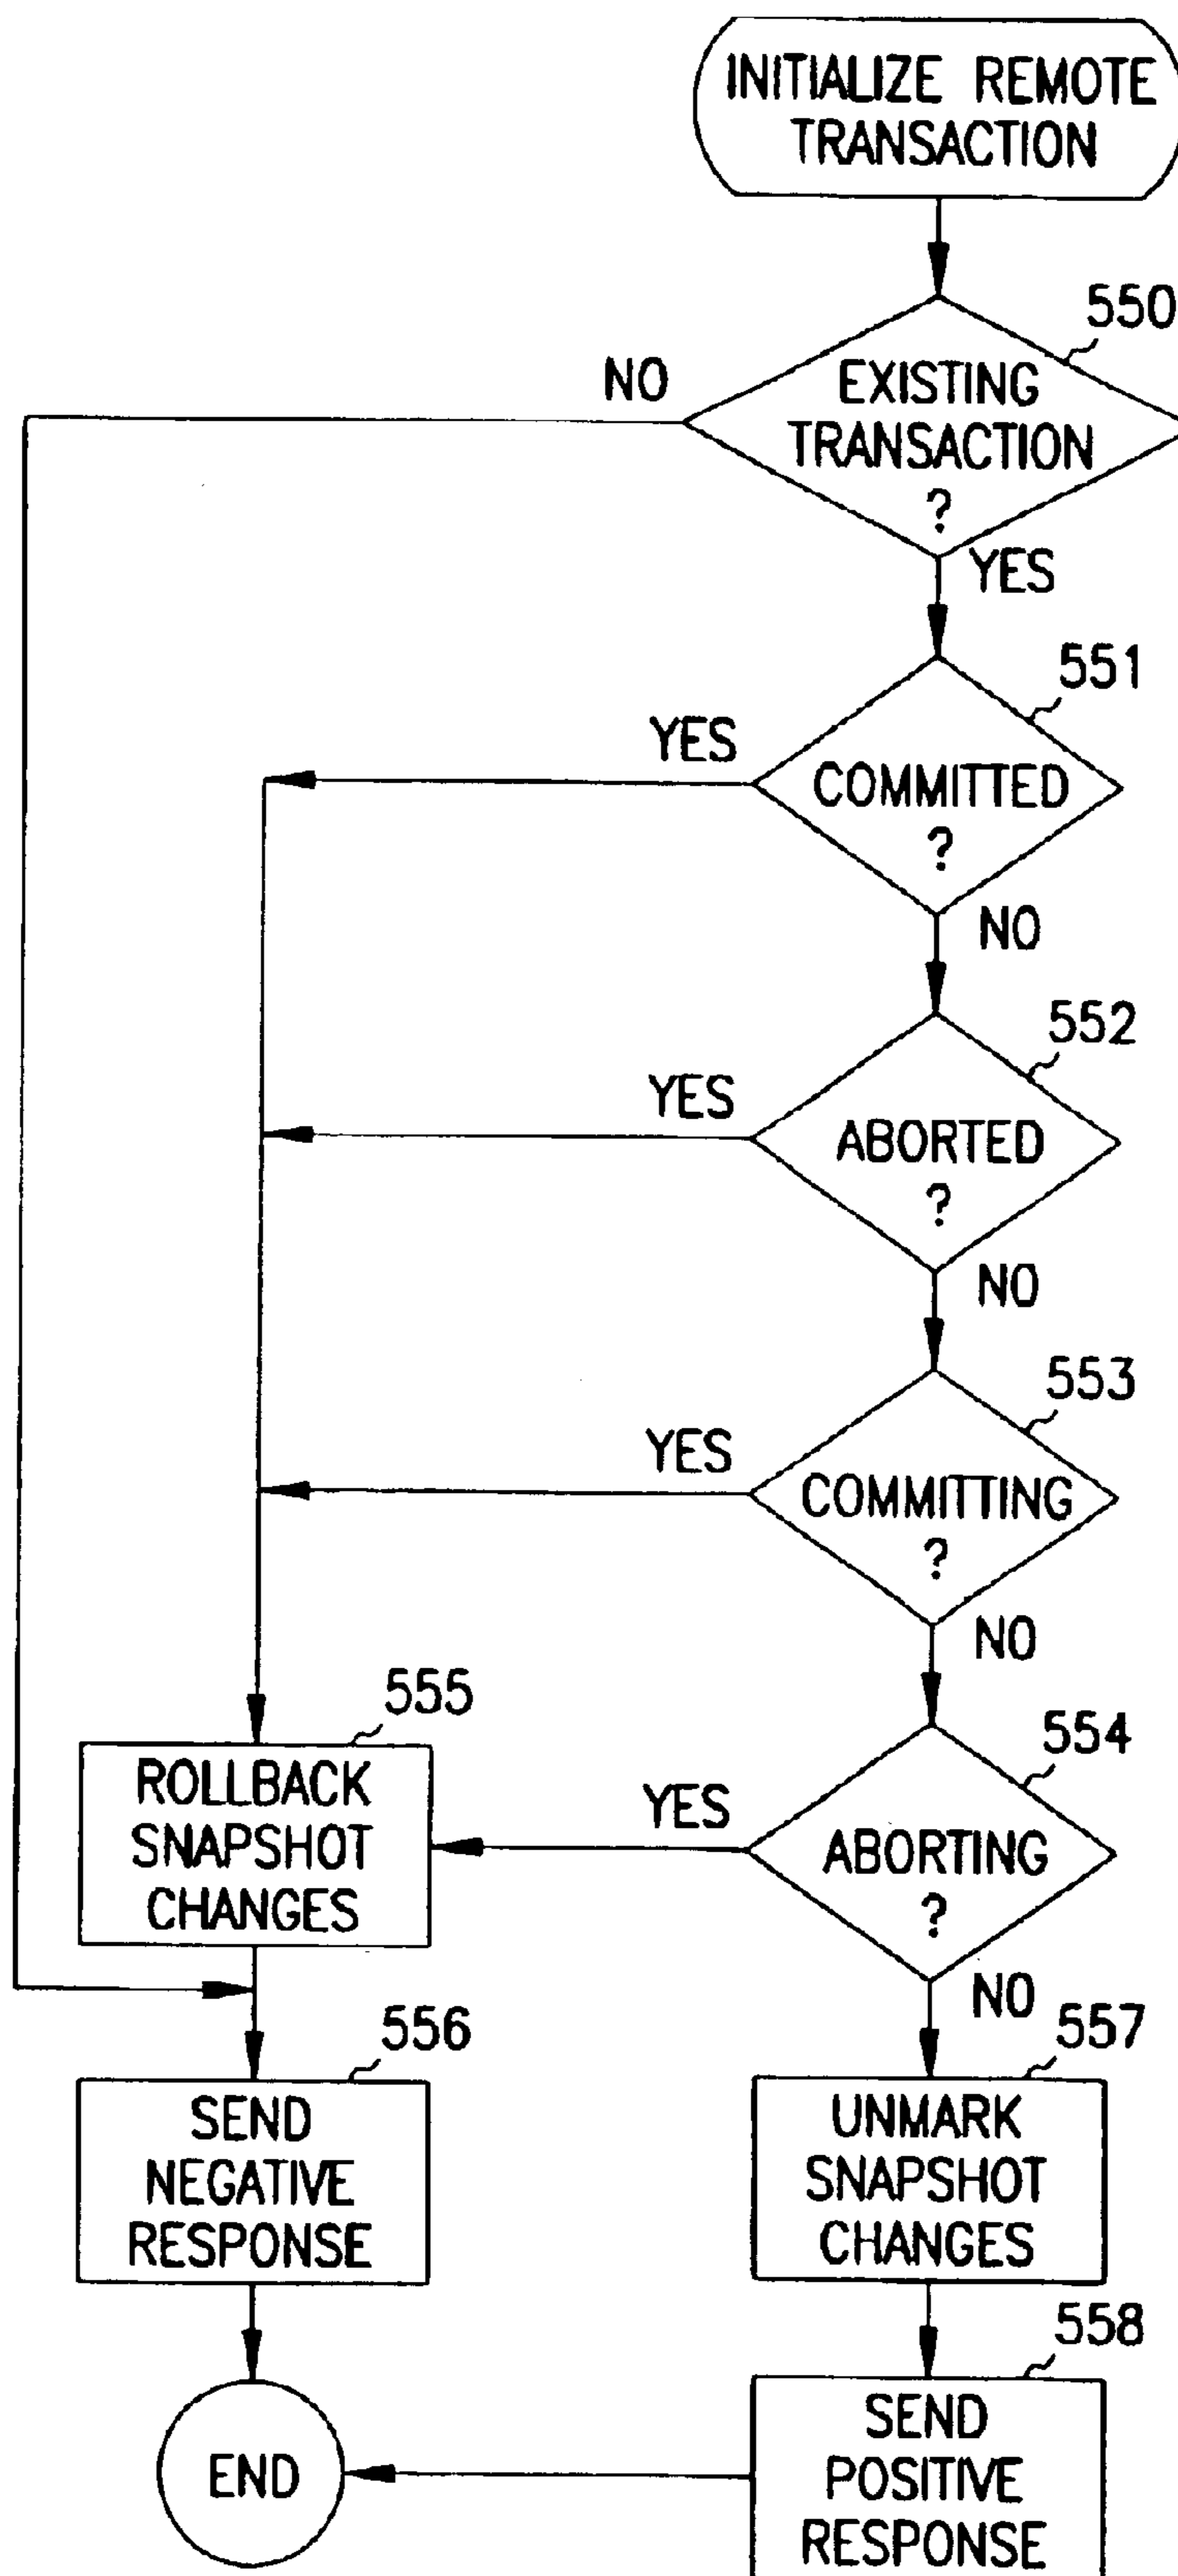 INITIALIZE REMOTE
TRANSACTION
550
NO
EXISTING
TRANSACTION
?
YES
551
YES
COMMITTED
?
NO
552
YES
ABORTED
?
NO
553
YES
COMMITTING
?
NO
555
ROLLBACK
SNAPSHOT
CHANGES
554
YES
ABORTING
?
NO
556
SEND
NEGATIVE
RESPONSE
557
UNMARK
SNAPSHOT
CHANGES
558
SEND
POSITIVE
RESPONSE
END